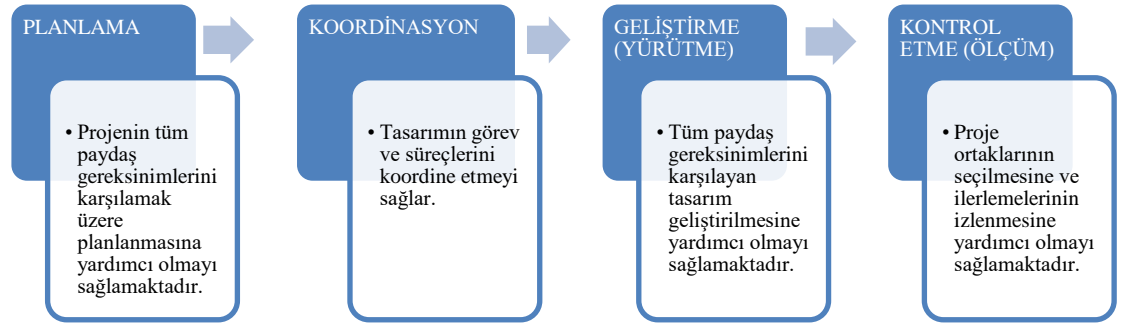 PLANLAMA
• Projenin tüm
paydaş
gereksinimlerini
karşılamak
üzere
planlanmasına
yardımcı olmayı
sağlamaktadır.
KOORDİNASYON
• Tasarımın görev
ve süreçlerini
koordine etmeyi
sağlar.
GELİŞTİRME
(YÜRÜTME)
• Tüm paydaş
gereksinimlerini
karşılayan
tasarım
geliştirilmesine
yardımcı olmayı
sağlamaktadır.
KONTROL
ETME (ÖLÇÜM)
• Proje
ortaklarının
seçilmesine ve
ilerlemelerinin
izlenmesine
yardımcı olmayı
sağlamaktadır.